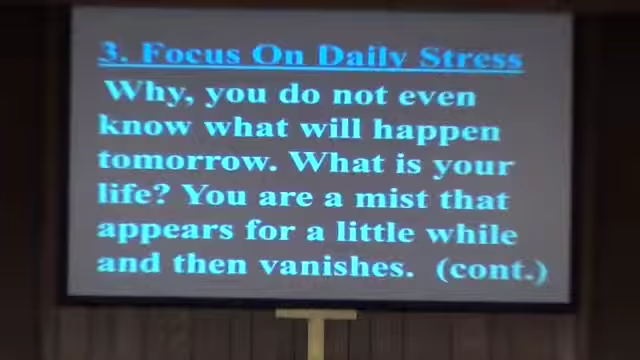 3. Focus On Daily Stress
Why, you do not even
know what will happen
tomorrow. What is your
life? You are a mist that
appears for a little while
and then vanishes. (cont.)